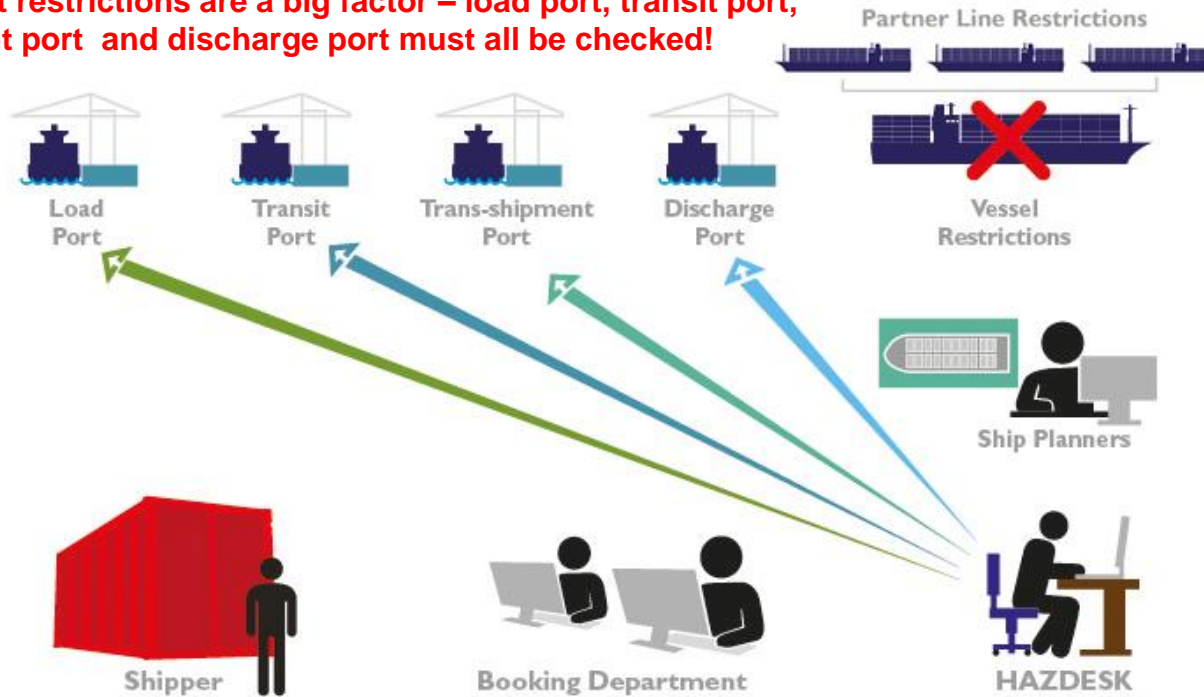 restrictions are a big factor – load port, transit port,
port and discharge port must all be checked!
Partner Line Restrictions
Load
Port
Transit
Port
Trans-shipment
Port
Discharge
Port
Vessel
Restrictions
Ship Planners
Shipper
Booking Department
HAZDESK